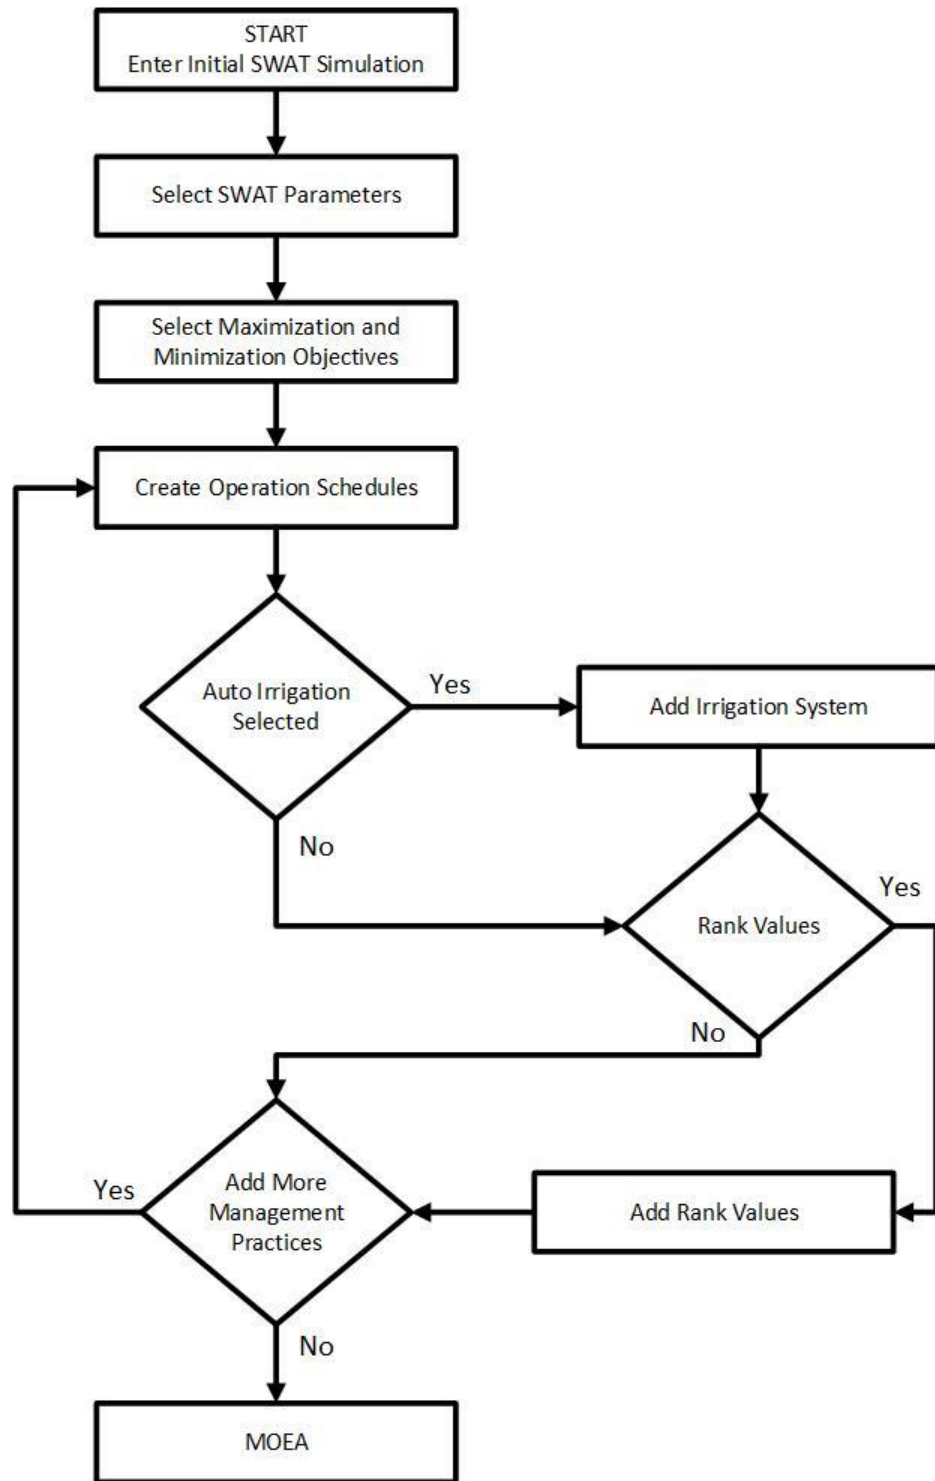 START
Enter Initial SWAT Simulation
Select SWAT Parameters
Select Maximization and
Minimization Objectives
Create Operation Schedules
Auto Irrigation
Selected
Yes
Add Irrigation System
No
Rank Values
Yes
No
Add More
Management
Practices
Yes
Add Rank Values
No
MOEA